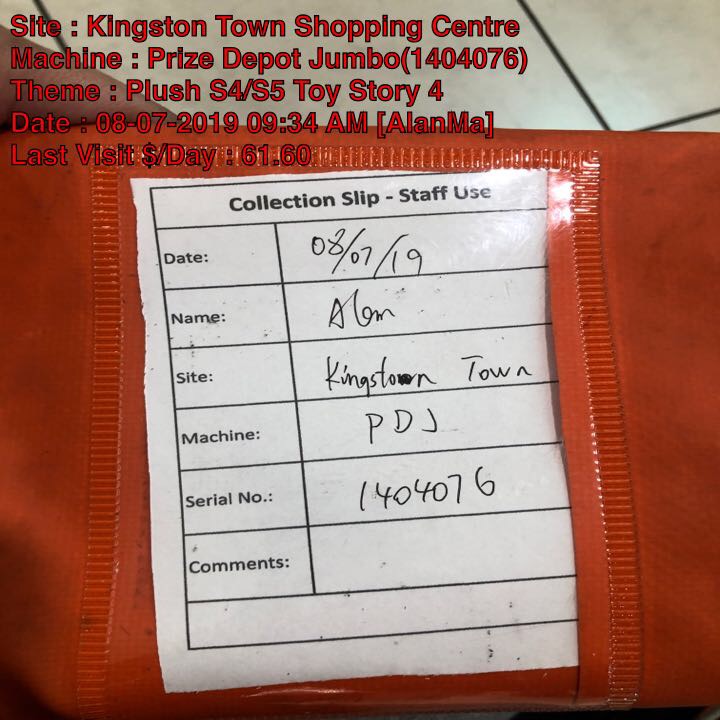 Site : Kingston Town Shopping Centre
Machine : Prize Depot Jumbo(1404076)
Theme : Plush S4/S5 Toy Story 4
Date : 08-07-2019 09:34 AM [AlanMa]
Last Visit $/Day : 61.60
Collection Slip - Staff Use
Date: 08/07/19
Name: Alan
Site: Kingstown Town
Machine: PDJ
Serial No.: 1404076
Comments: